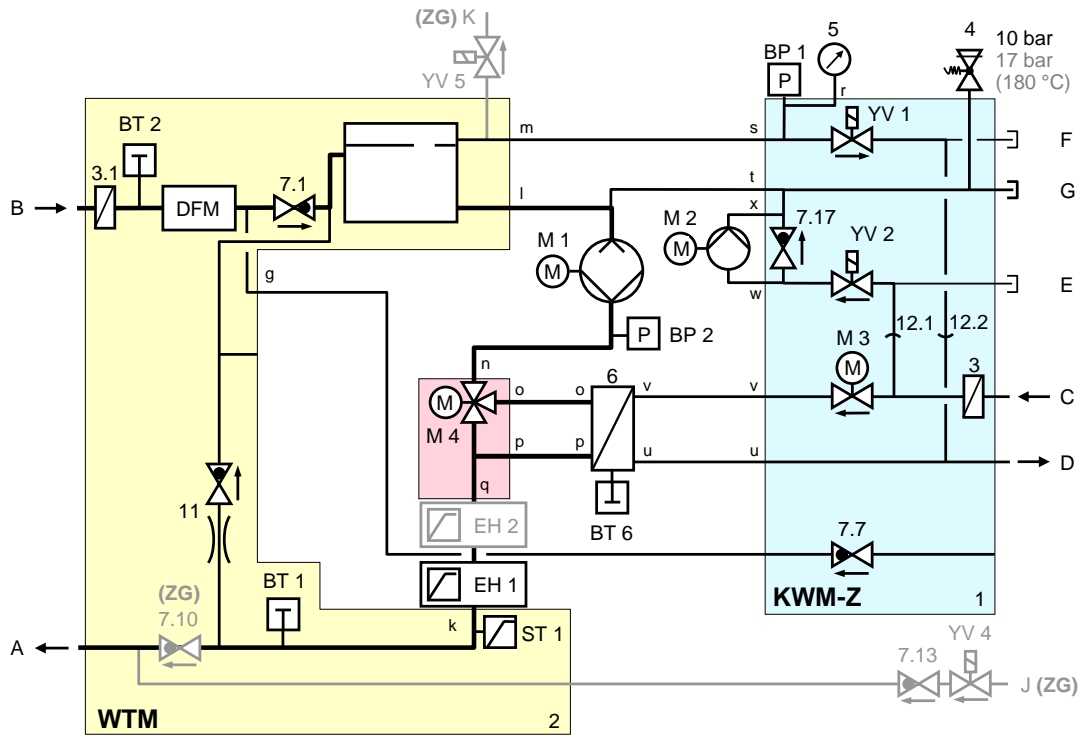 (ZG) K
YV 5
BP 1
P
5
4
10 bar
17 bar
(180 °C)
r
BT 2
3.1
7.1
B
DFM
m
s
YV 1
F
t
G
l
x
7.17
M 2
M
YV 2
M 1
M
g
w
E
12.1
12.2
P
BP 2
M 3
M
3
n
6
M
M 4
o
o
v
v
C
p
p
u
u
D
q
11
EH 2
BT 6
7.7
BT 1
EH 1
KWM-Z
1
(ZG)
7.10
k
ST 1
YV 4
7.13
A
J (ZG)
WTM
2